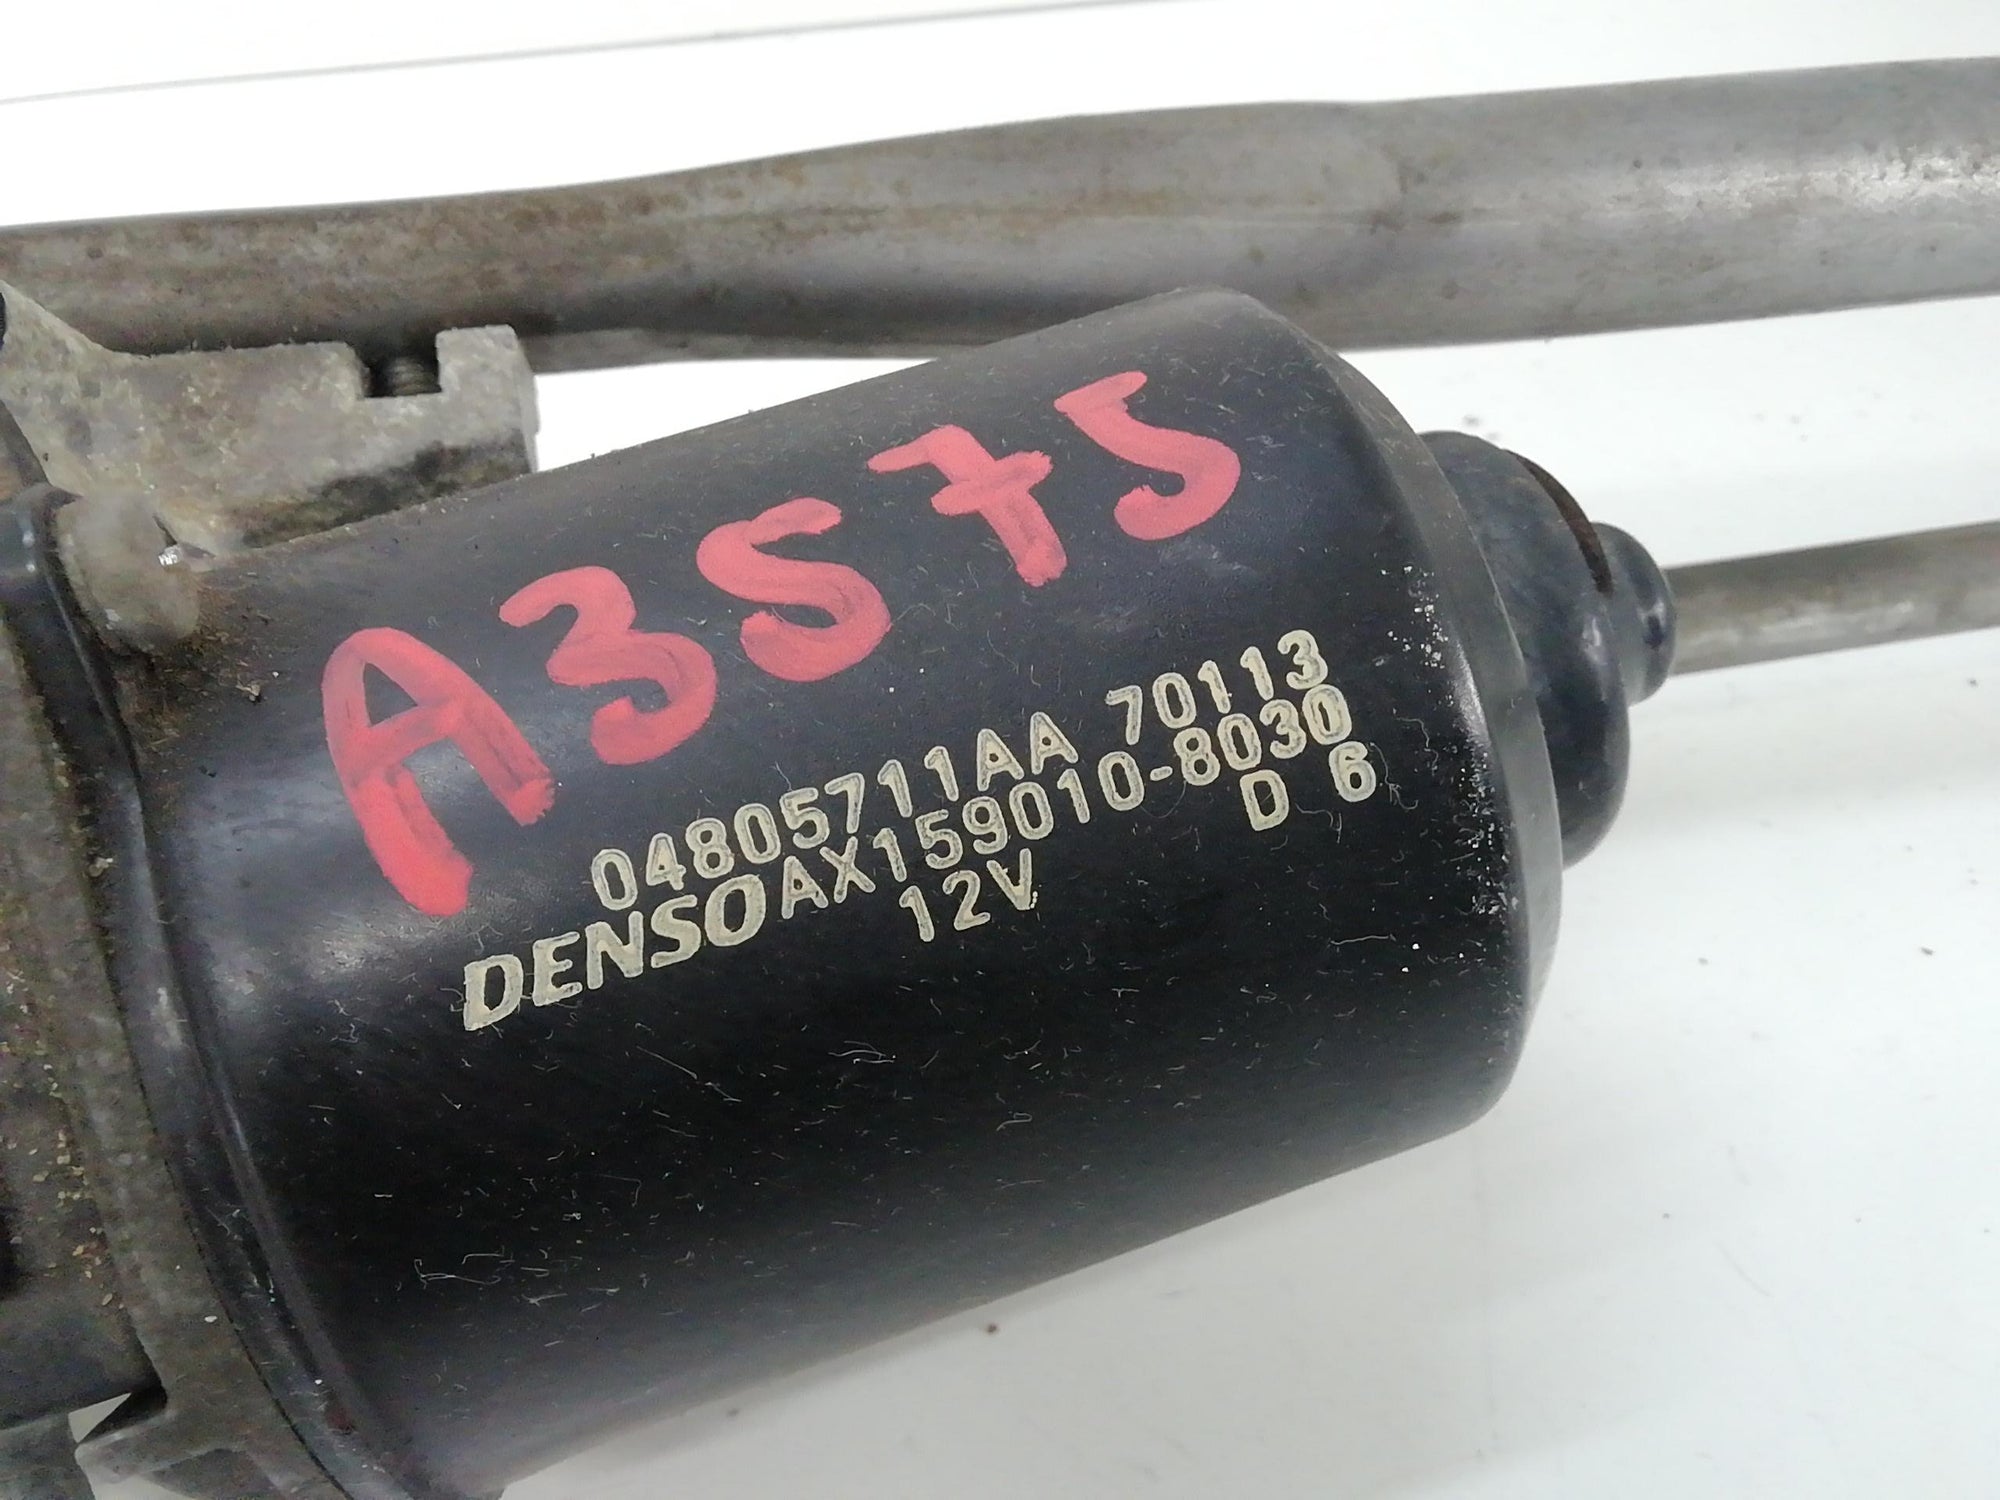 A3575
04805711AA 70113
DENSO AX159010-8030
12V D 6